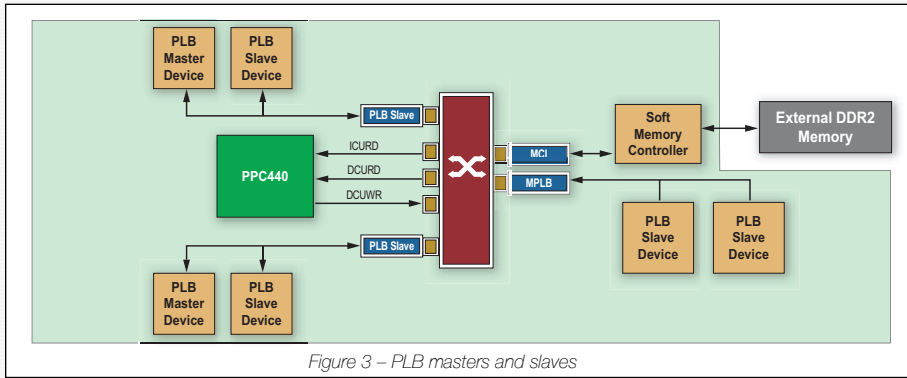 PLB
Master
Device
PLB
Slave
Device
PLB Slave
ICURD
DCURD
DCUWR
PPC440
PLB Slave
PLB
Master
Device
PLB
Slave
Device
MCI
MPLB
Soft
Memory
Controller
External DDR2
Memory
PLB
Slave
Device
PLB
Slave
Device
Figure 3 – PLB masters and slaves